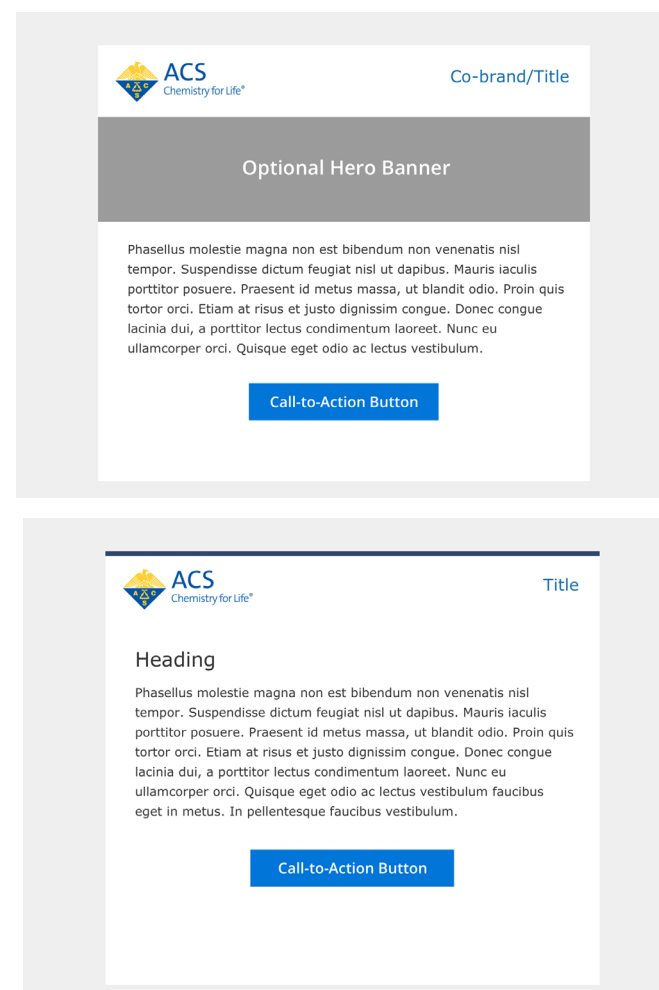 ACS
Chemistry for Life®
A C S
Co-brand/Title
Optional Hero Banner
Phasellus molestie magna non est bibendum non venenatis nisl
tempor. Suspendisse dictum feugiat nisl ut dapibus. Mauris iaculis
porttitor posuere. Praesent id metus massa, ut blandit odio. Proin quis
tortor orci. Etiam at risus et justo dignissim congue. Donec congue
lacinia dui, a porttitor lectus condimentum laoreet. Nunc eu
ullamcorper orci. Quisque eget odio ac lectus vestibulum.
Call-to-Action Button
ACS
Chemistry for Life®
A C S
Title
Heading
Phasellus molestie magna non est bibendum non venenatis nisl
tempor. Suspendisse dictum feugiat nisl ut dapibus. Mauris iaculis
porttitor posuere. Praesent id metus massa, ut blandit odio. Proin quis
tortor orci. Etiam at risus et justo dignissim congue. Donec congue
lacinia dui, a porttitor lectus condimentum laoreet. Nunc eu
ullamcorper orci. Quisque eget odio ac lectus vestibulum faucibus
eget in metus. In pellentesque faucibus vestibulum.
Call-to-Action Button